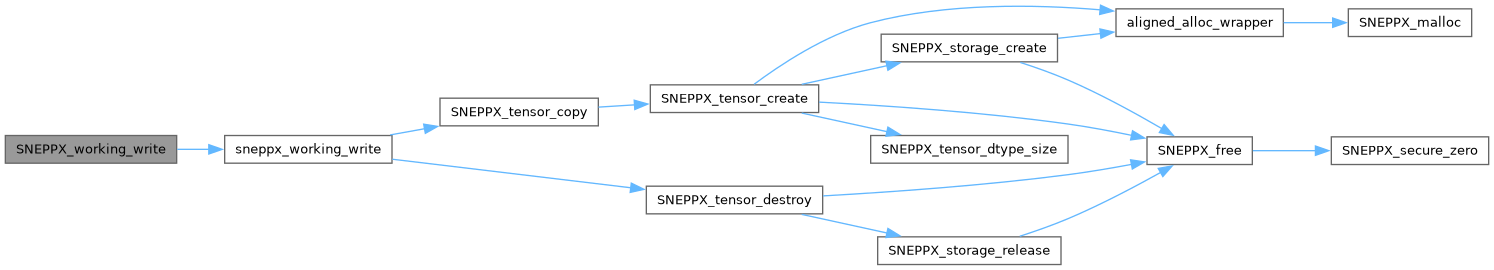 SNEPPX_working_write
sneppx_working_write
SNEPPX_tensor_copy
SNEPPX_tensor_create
SNEPPX_storage_create
aligned_alloc_wrapper
SNEPPX_malloc
SNEPPX_tensor_dtype_size
SNEPPX_free
SNEPPX_secure_zero
SNEPPX_tensor_destroy
SNEPPX_storage_release